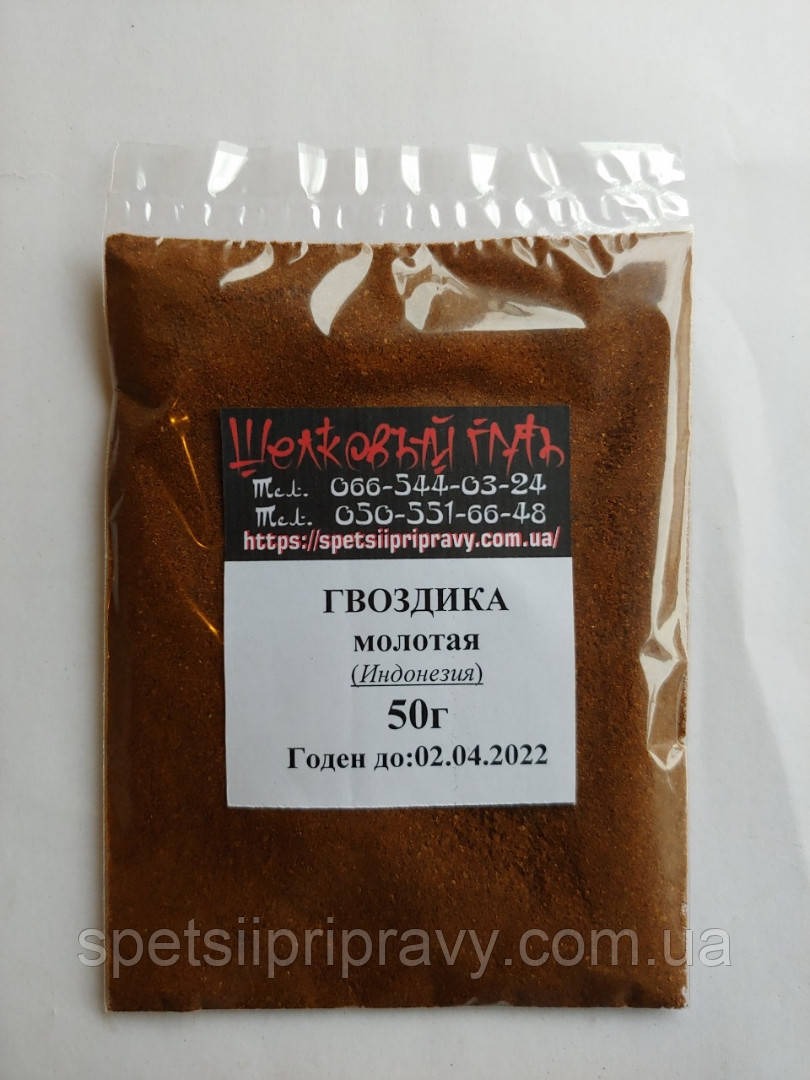 Шелковый путь
Тел. 066-544-03-24
Тел. 050-551-66-48
https://spetsiipripravy.com.ua/
ГВОЗДИКА
молотая
(Индонезия)
50г
Годен до:02.04.2022
spetsiipripravy.com.ua